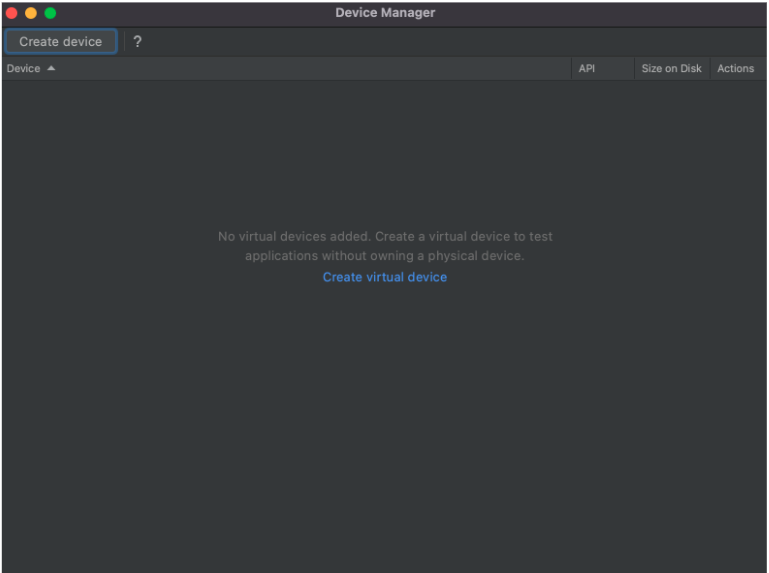 Device Manager
Create device ?
Device API Size on Disk Actions
No virtual devices added. Create a virtual device to test
applications without owning a physical device.
Create virtual device